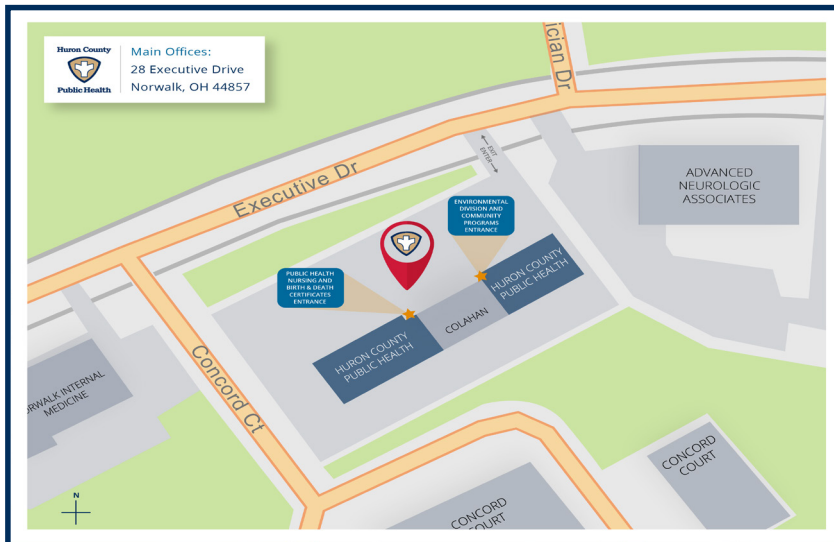 Huron County
Public Health
Main Offices:
28 Executive Drive
Norwalk, OH 44857
ician Dr
Executive Dr
EXIT
ENTER
ADVANCED
NEUROLOGIC
ASSOCIATES
ENVIRONMENTAL
DIVISION AND
COMMUNITY
PROGRAMS
ENTRANCE
PUBLIC HEALTH
NURSING AND
BIRTH & DEATH
CERTIFICATES
ENTRANCE
HURON COUNTY
PUBLIC HEALTH
COLAHAN
HURON COUNTY
PUBLIC HEALTH
Concord Ct
ORWALK INTERNAL
MEDICINE
CONCORD
COURT
CONCORD
COURT
N